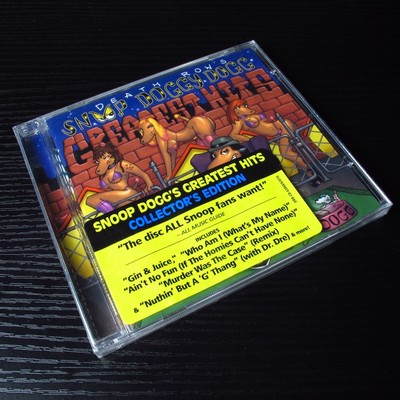 DEATH ROW'S
SNOOP DOGGY DOGG
GREATEST HITS
SNOOP DOGG'S GREATEST HITS
COLLECTOR'S EDITION
"The disc ALL Snoop fans want!"
– ALL MUSIC GUIDE
INCLUDES
"Gin & Juice," "Who Am I (What's My Name)"
"Ain't No Fun (If The Homies Can't Have None)"
"Murder Was The Case" (Remix)
& "Nuthin' But A 'G' Thang" (with Dr. Dre) & more!
DOGG